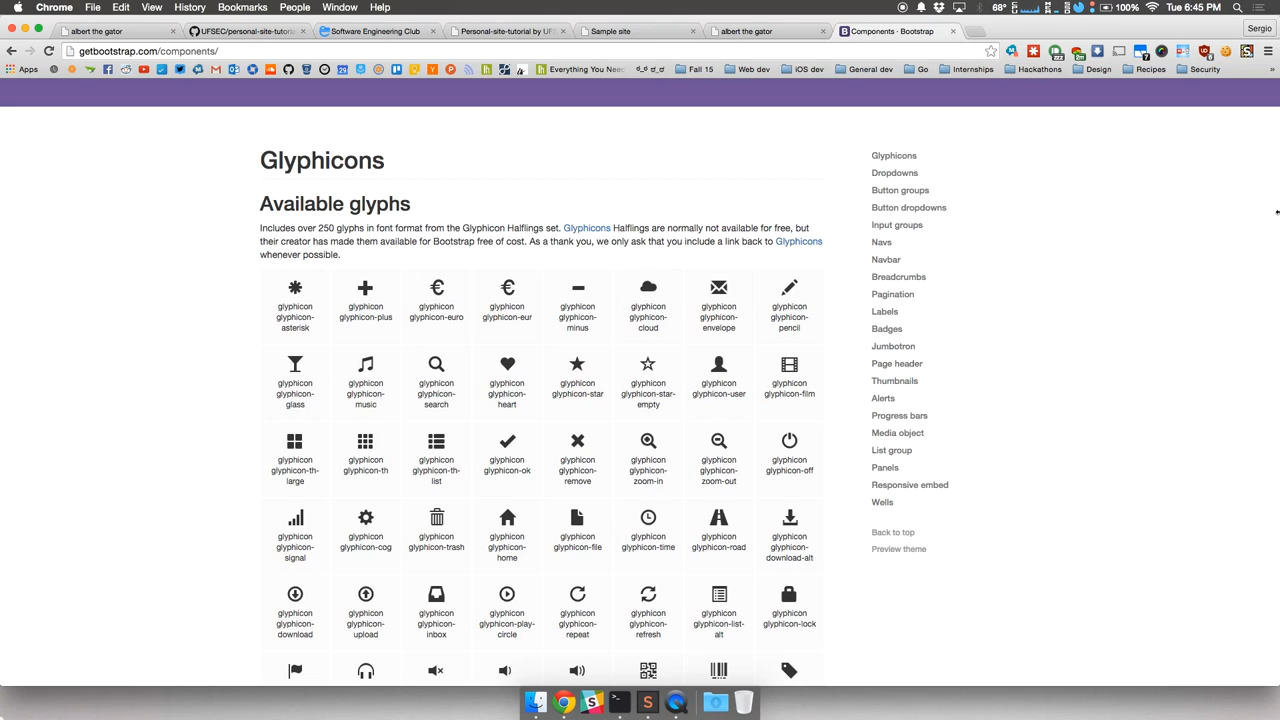 Chrome File Edit View History Bookmarks People Window Help
68° 100% Tue 6:45 PM
albert the gator
UFSEC/personal-site-tutoria
Software Engineering Club
Personal-site-tutorial by UFS
Sample site
albert the gator
Components · Bootstrap
Sergio
getbootstrap.com/components/
Apps
Everything You Need
Fall 15
Web dev
iOS dev
General dev
Go
Internships
Hackathons
Design
Recipes
Security
Glyphicons
Available glyphs
Includes over 250 glyphs in font format from the Glyphicon Halflings set. Glyphicons Halflings are normally not available for free, but
their creator has made them available for Bootstrap free of cost. As a thank you, we only ask that you include a link back to Glyphicons
whenever possible.
glyphicon
glyphicon-
asterisk
glyphicon
glyphicon-plus
glyphicon
glyphicon-euro
glyphicon
glyphicon-eur
glyphicon
glyphicon-
minus
glyphicon
glyphicon-
cloud
glyphicon
glyphicon-
envelope
glyphicon
glyphicon-
pencil
glyphicon
glyphicon-
glass
glyphicon
glyphicon-
music
glyphicon
glyphicon-
search
glyphicon
glyphicon-
heart
glyphicon
glyphicon-star
glyphicon
glyphicon-star-
empty
glyphicon
glyphicon-user
glyphicon
glyphicon-film
glyphicon
glyphicon-th-
large
glyphicon
glyphicon-th
glyphicon
glyphicon-th-
list
glyphicon
glyphicon-ok
glyphicon
glyphicon-
remove
glyphicon
glyphicon-
zoom-in
glyphicon
glyphicon-
zoom-out
glyphicon
glyphicon-off
glyphicon
glyphicon-
signal
glyphicon
glyphicon-cog
glyphicon
glyphicon-trash
glyphicon
glyphicon-
home
glyphicon
glyphicon-file
glyphicon
glyphicon-time
glyphicon
glyphicon-road
glyphicon
glyphicon-
download-alt
glyphicon
glyphicon-
download
glyphicon
glyphicon-
upload
glyphicon
glyphicon-
inbox
glyphicon
glyphicon-play-
circle
glyphicon
glyphicon-
repeat
glyphicon
glyphicon-
refresh
glyphicon
glyphicon-list-
alt
glyphicon
glyphicon-lock
Glyphicons
Dropdowns
Button groups
Button dropdowns
Input groups
Navs
Navbar
Breadcrumbs
Pagination
Labels
Badges
Jumbotron
Page header
Thumbnails
Alerts
Progress bars
Media object
List group
Panels
Responsive embed
Wells
Back to top
Preview theme